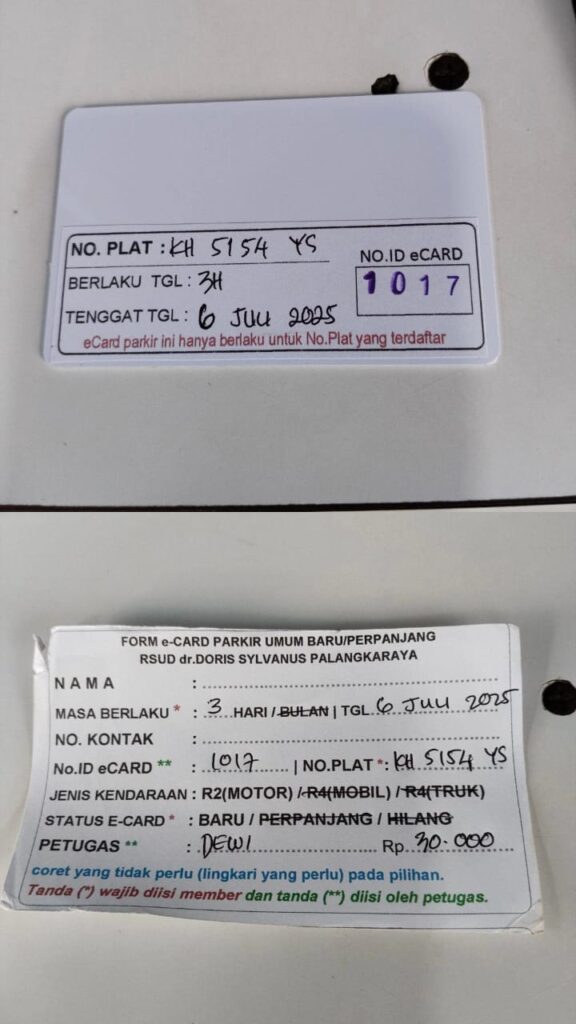 NO. PLAT : KH 5154 YS
BERLAKU TGL : 3H
NO.ID eCARD
1017
TENGGAT TGL : 6 JULI 2025
eCard parkir ini hanya berlaku untuk No.Plat yang terdaftar
FORM e-CARD PARKIR UMUM BARU/PERPANJANG
RSUD dr.DORIS SYLVANUS PALANGKARAYA
NAMA :
MASA BERLAKU * : 3 HARI / BULAN | TGL 6 JULI 2025
NO. KONTAK :
No.ID eCARD ** : 1017 | NO.PLAT * : KH 5154 YS
JENIS KENDARAAN : R2(MOTOR) / R4(MOBIL) / R4(TRUK)
STATUS E-CARD * : BARU / PERPANJANG / HILANG
PETUGAS ** : DEWI Rp 30.000
coret yang tidak perlu (lingkari yang perlu) pada pilihan.
Tanda (*) wajib diisi member dan tanda (**) diisi oleh petugas.